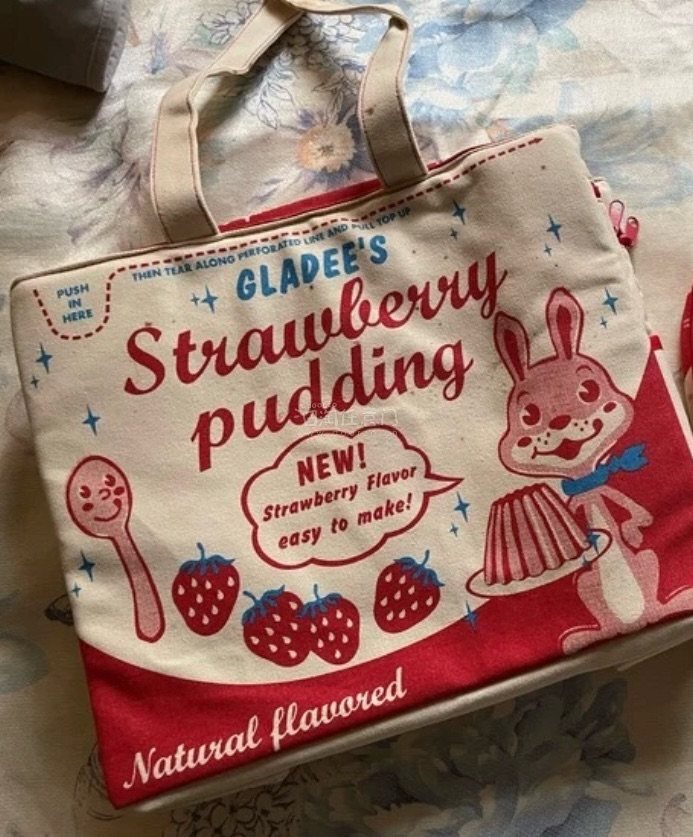 THEN TEAR ALONG PERFORATED LINE AND PULL TOP UP
PUSH
IN
HERE
GLADEE'S
Strawberry
pudding
NEW!
Strawberry Flavor
easy to make!
Natural flavored